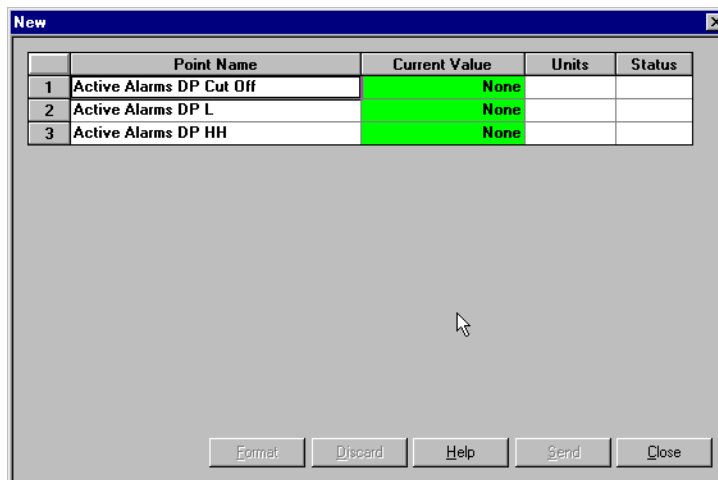 New
Point Name Current Value Units Status
1 Active Alarms DP Cut Off None
2 Active Alarms DP L None
3 Active Alarms DP HH None
Format Discard Help Send Close